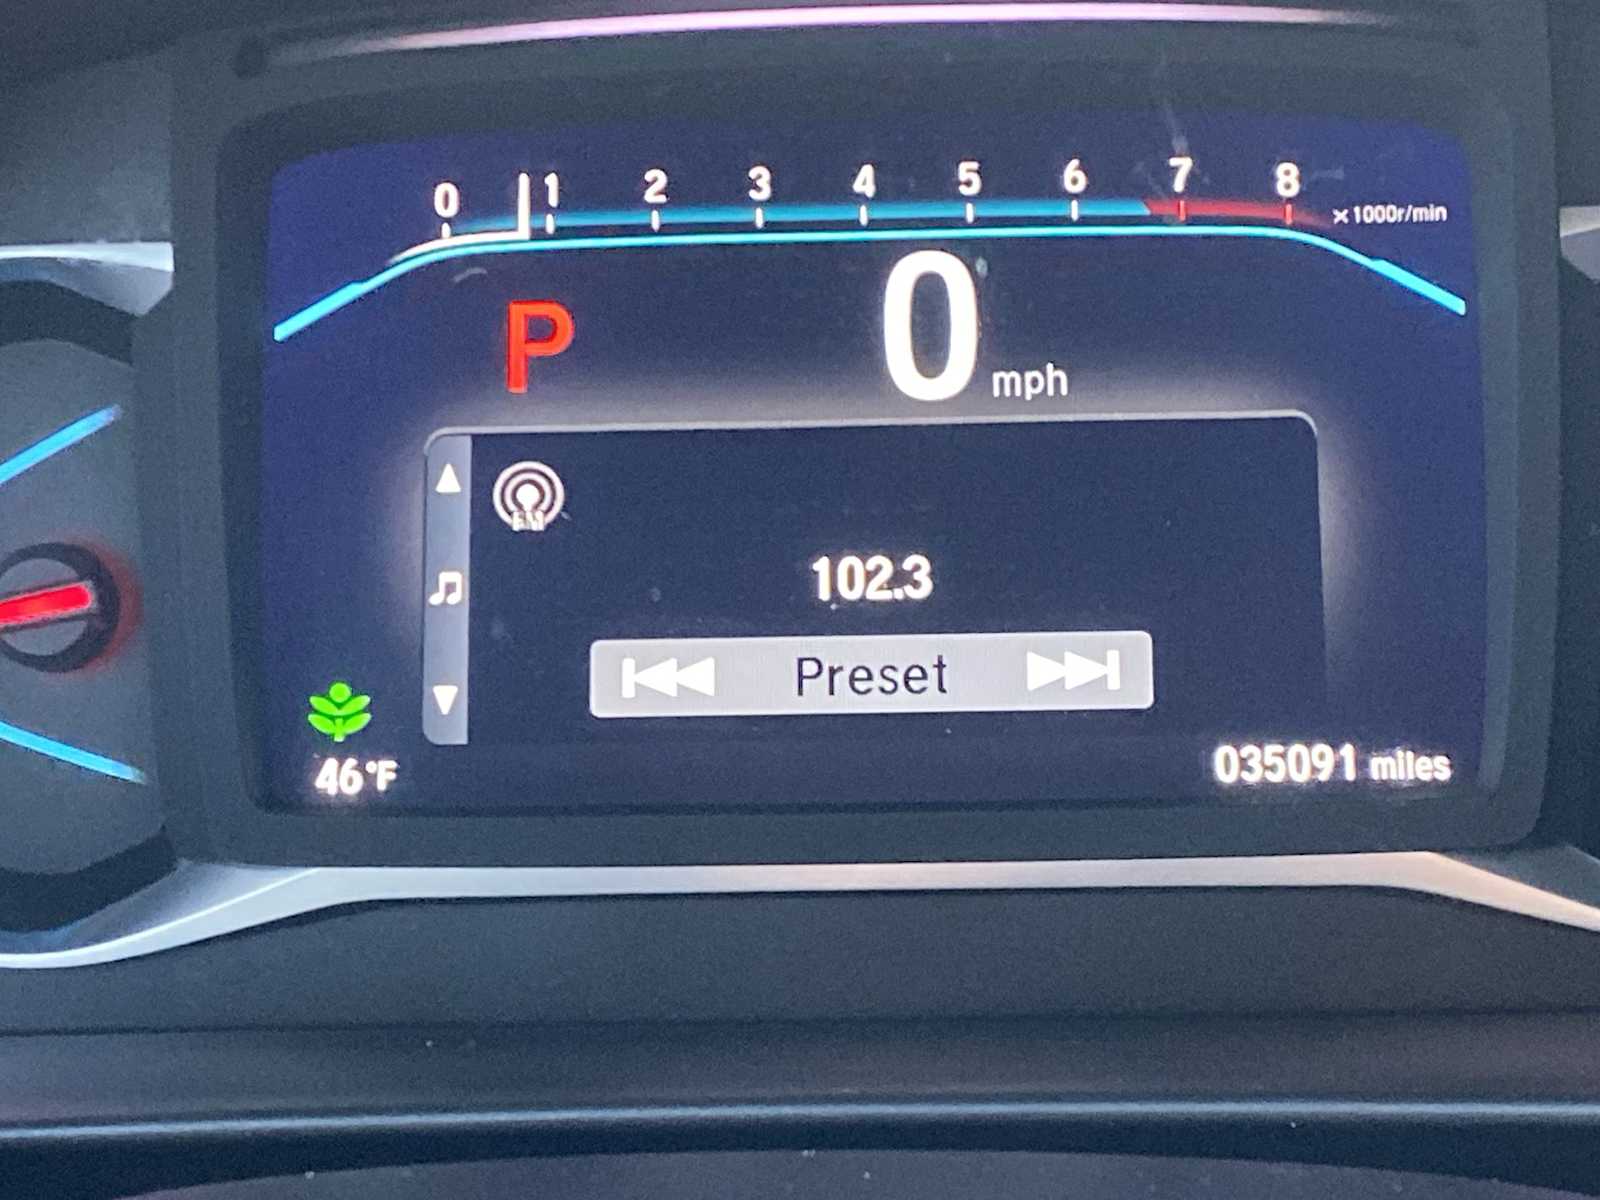 0 1 2 3 4 5 6 7 8 x1000r/min
P 0 mph
FM
102.3
Preset
46°F 035091 miles